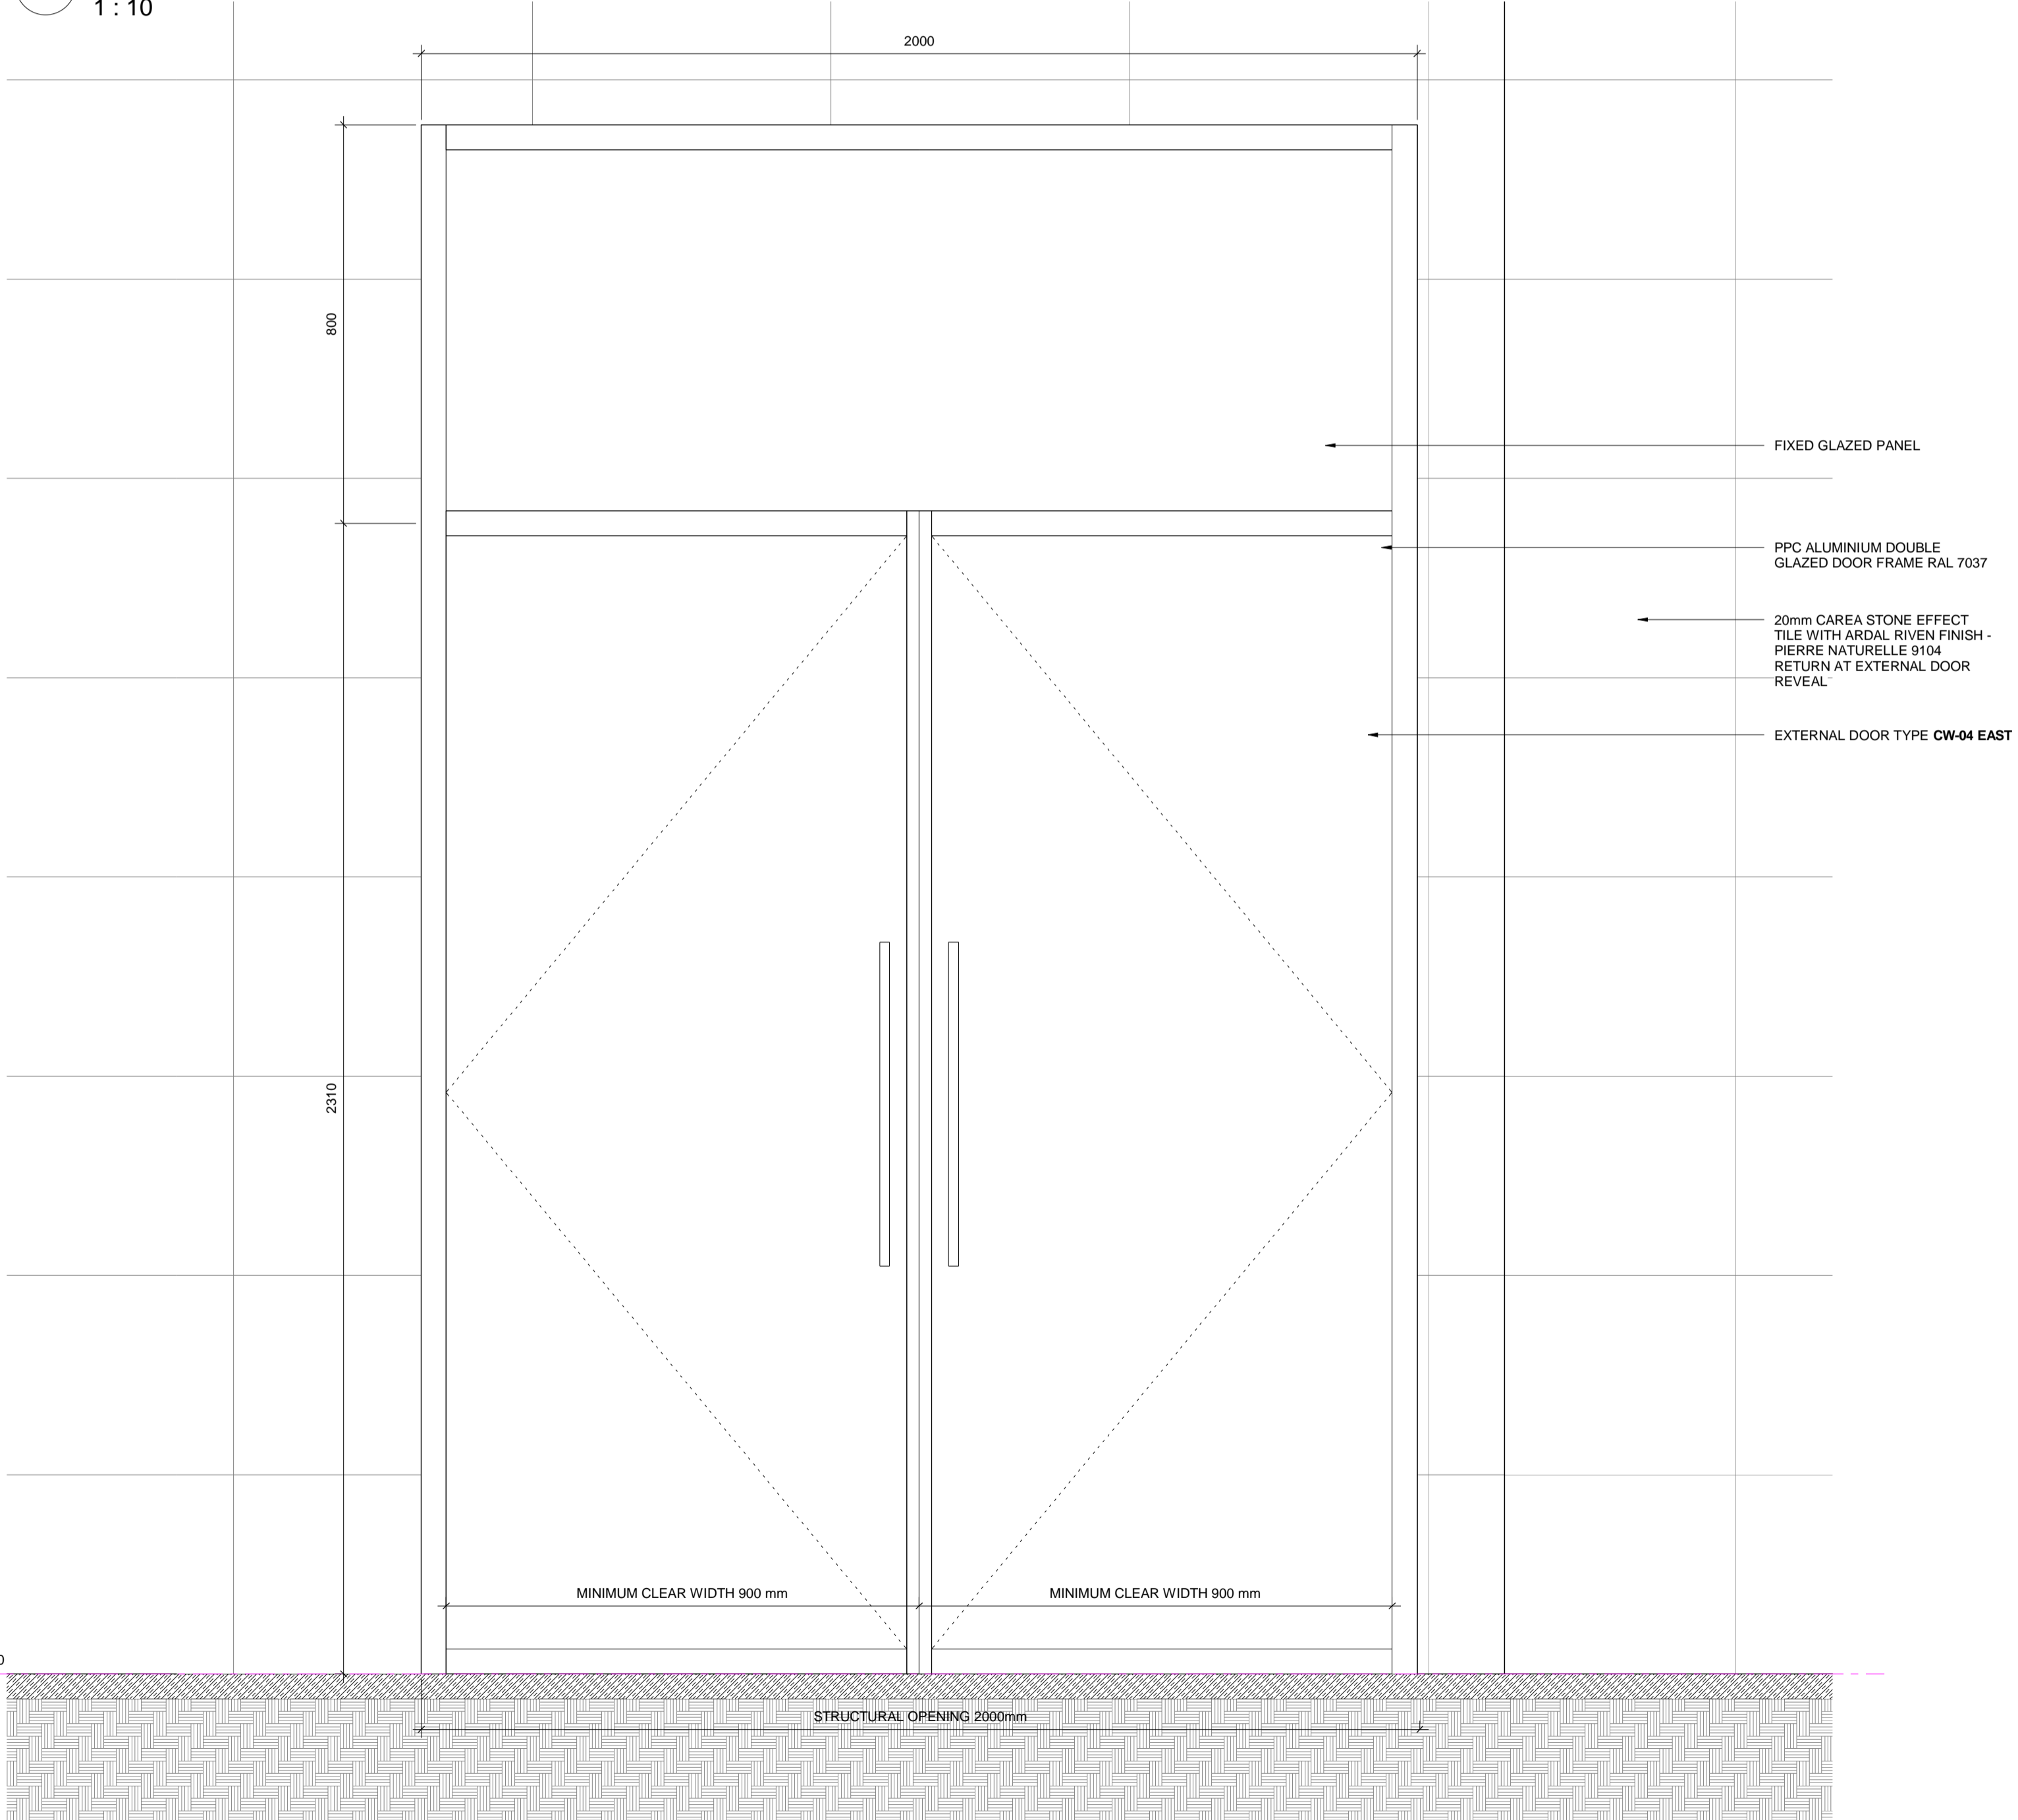 1 : 10
2000
800
FIXED GLAZED PANEL
PPC ALUMINIUM DOUBLE
GLAZED DOOR FRAME RAL 7037
20mm CAREA STONE EFFECT
TILE WITH ARDAL RIVEN FINISH -
PIERRE NATURELLE 9104
RETURN AT EXTERNAL DOOR
REVEAL
EXTERNAL DOOR TYPE CW-04 EAST
2310
MINIMUM CLEAR WIDTH 900 mm
MINIMUM CLEAR WIDTH 900 mm
0
STRUCTURAL OPENING 2000mm